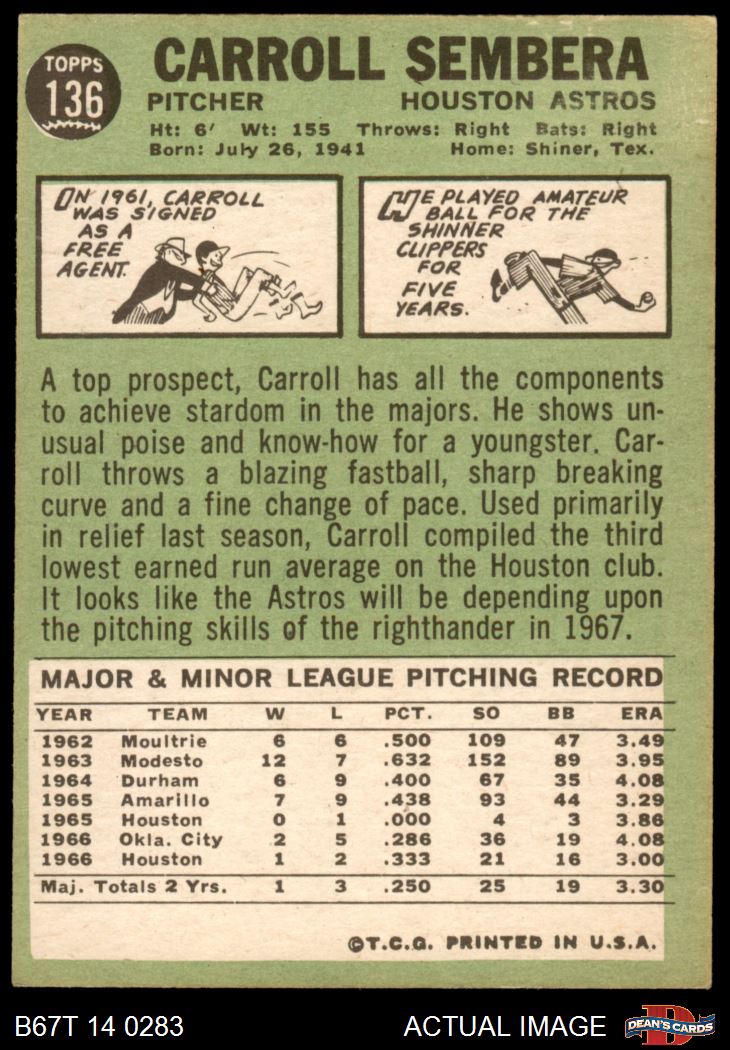 TOPPS
136
CARROLL SEMBERA
PITCHER HOUSTON ASTROS
Ht: 6' Wt: 155 Throws: Right Bats: Right
Born: July 26, 1941 Home: Shiner, Tex.
ON 1961, CARROLL
WAS SIGNED
AS A
FREE
AGENT.
HE PLAYED AMATEUR
BALL FOR THE
SHINNER
CLIPPERS
FOR
FIVE
YEARS.
A top prospect, Carroll has all the components
to achieve stardom in the majors. He shows un-
usual poise and know-how for a youngster. Car-
roll throws a blazing fastball, sharp breaking
curve and a fine change of pace. Used primarily
in relief last season, Carroll compiled the third
lowest earned run average on the Houston club.
It looks like the Astros will be depending upon
the pitching skills of the righthander in 1967.
MAJOR & MINOR LEAGUE PITCHING RECORD
YEAR TEAM W L PCT. SO BB ERA
1962 Moultrie 6 6 .500 109 47 3.49
1963 Modesto 12 7 .632 152 89 3.95
1964 Durham 6 9 .400 67 35 4.08
1965 Amarillo 7 9 .438 93 44 3.29
1965 Houston 0 1 .000 4 3 3.86
1966 Okla. City 2 5 .286 36 19 4.08
1966 Houston 1 2 .333 21 16 3.00
Maj. Totals 2 Yrs. 1 3 .250 25 19 3.30
©T.C.G. PRINTED IN U.S.A.
B67T 14 0283 ACTUAL IMAGE
D
DEAN'S CARDS